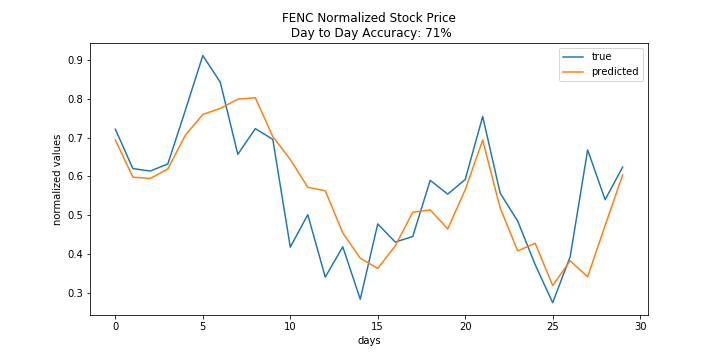 FENC Normalized Stock Price
Day to Day Accuracy: 71%
true
predicted
normalized values
0.9
0.8
0.7
0.6
0.5
0.4
0.3
0 5 10 15 20 25 30
days